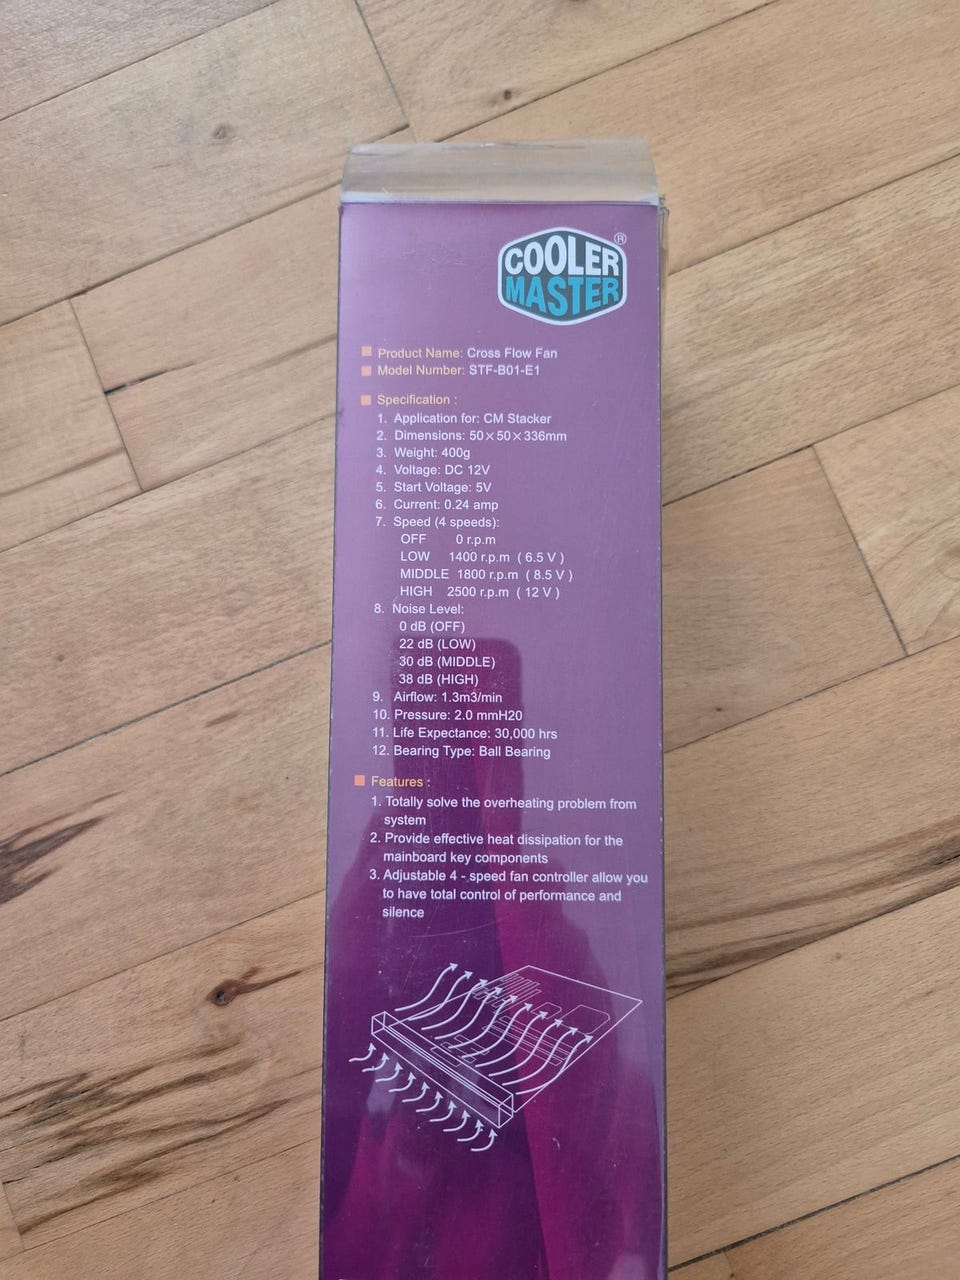 COOLER
MASTER ®
Product Name: Cross Flow Fan
Model Number: STF-B01-E1
Specification :
1. Application for: CM Stacker
2. Dimensions: 50×50×336mm
3. Weight: 400g
4. Voltage: DC 12V
5. Start Voltage: 5V
6. Current: 0.24 amp
7. Speed (4 speeds):
OFF 0 r.p.m
LOW 1400 r.p.m ( 6.5 V )
MIDDLE 1800 r.p.m ( 8.5 V )
HIGH 2500 r.p.m ( 12 V )
8. Noise Level:
0 dB (OFF)
22 dB (LOW)
30 dB (MIDDLE)
38 dB (HIGH)
9. Airflow: 1.3m3/min
10. Pressure: 2.0 mmH20
11. Life Expectance: 30,000 hrs
12. Bearing Type: Ball Bearing
Features :
1. Totally solve the overheating problem from
system
2. Provide effective heat dissipation for the
mainboard key components
3. Adjustable 4 - speed fan controller allow you
to have total control of performance and
silence